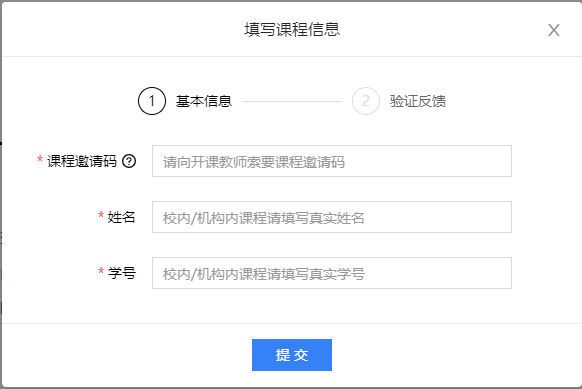 填写课程信息
1 基本信息 2 验证反馈
* 课程邀请码 ? 请向开课教师索要课程邀请码
* 姓名 校内/机构内课程请填写真实姓名
* 学号 校内/机构内课程请填写真实学号
提 交